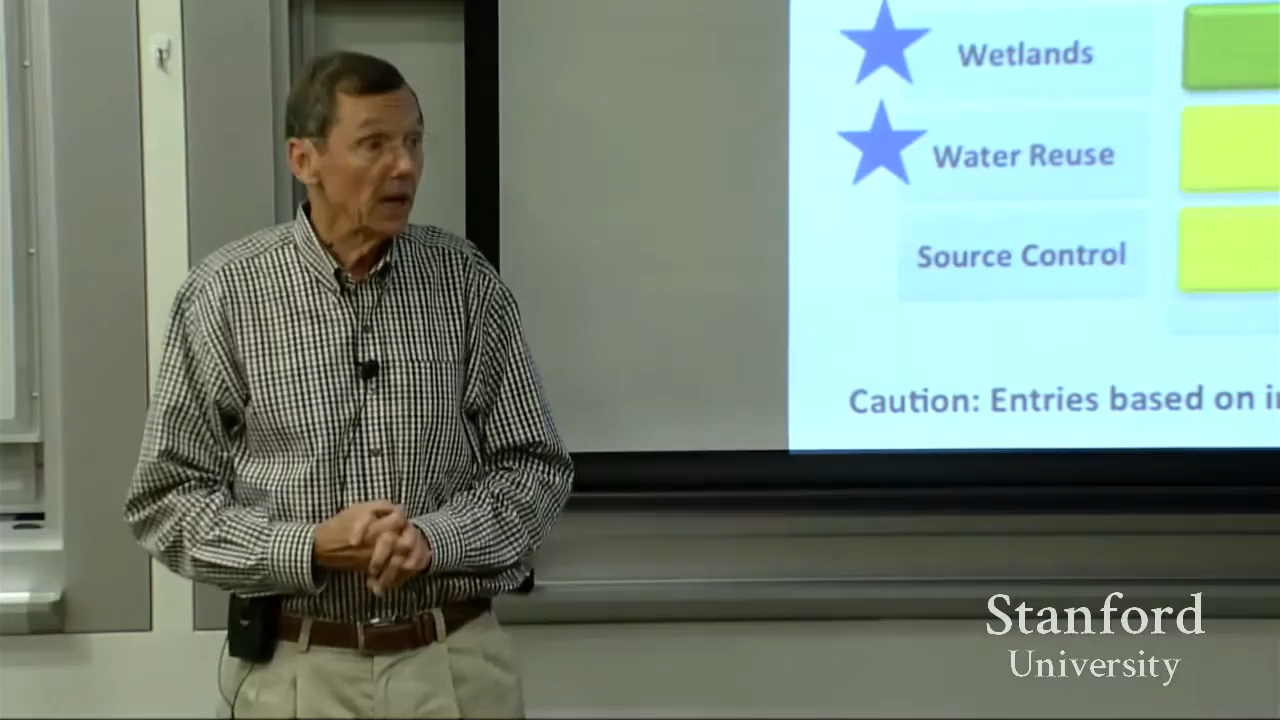 Wetlands
Water Reuse
Source Control
Caution: Entries based on
Stanford
University